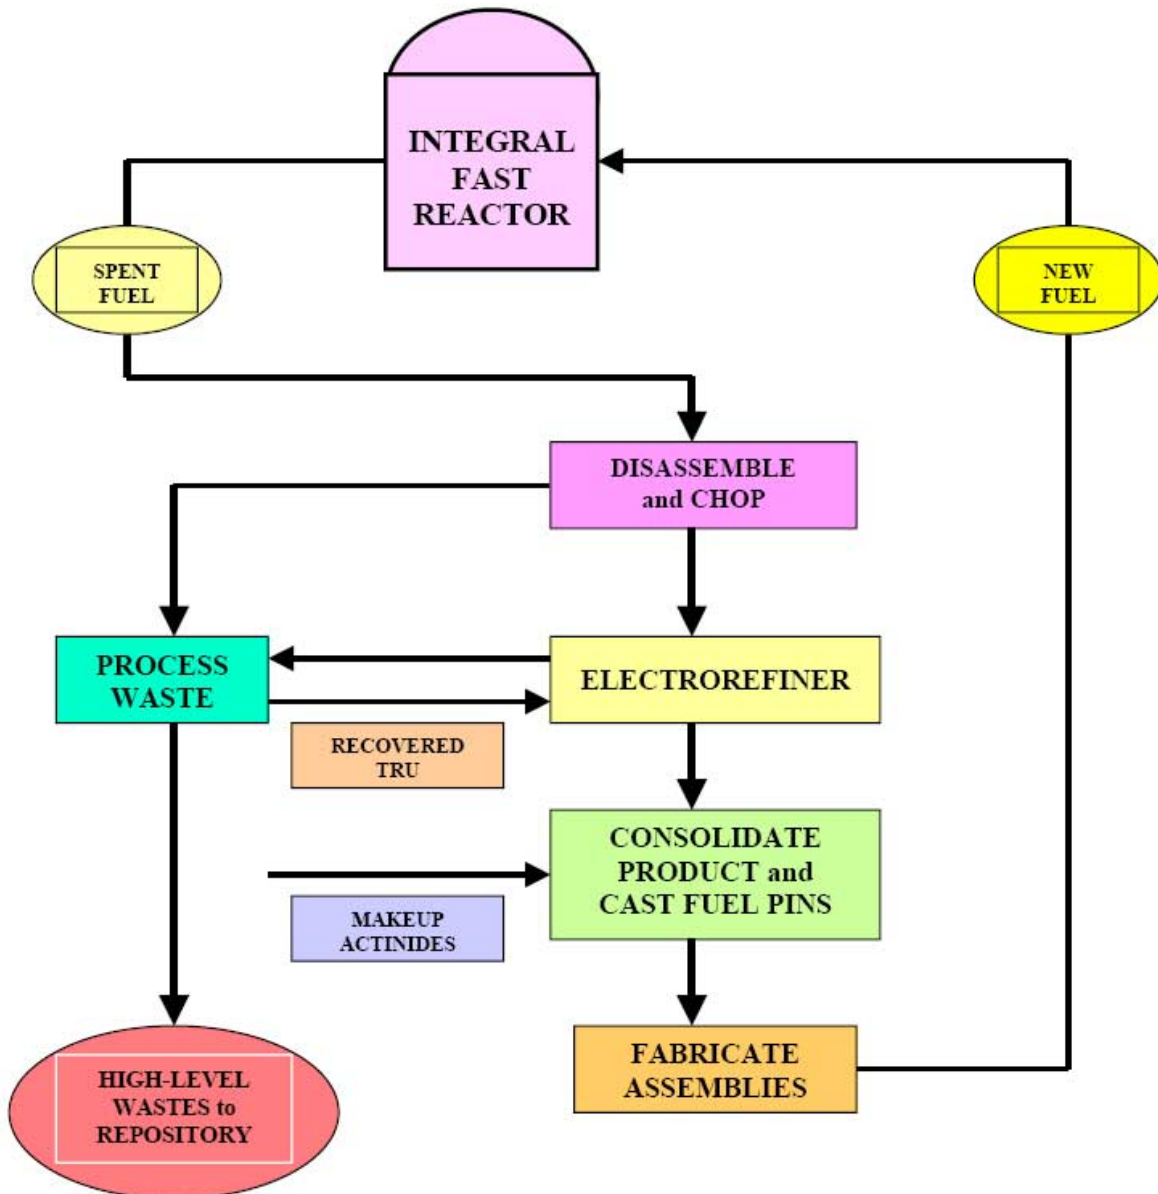 INTEGRAL
FAST
REACTOR
SPENT
FUEL
NEW
FUEL
DISASSEMBLE
and CHOP
PROCESS
WASTE
ELECTROREFINER
RECOVERED
TRU
CONSOLIDATE
PRODUCT and
CAST FUEL PINS
MAKEUP
ACTINIDES
FABRICATE
ASSEMBLIES
HIGH-LEVEL
WASTES to
REPOSITORY